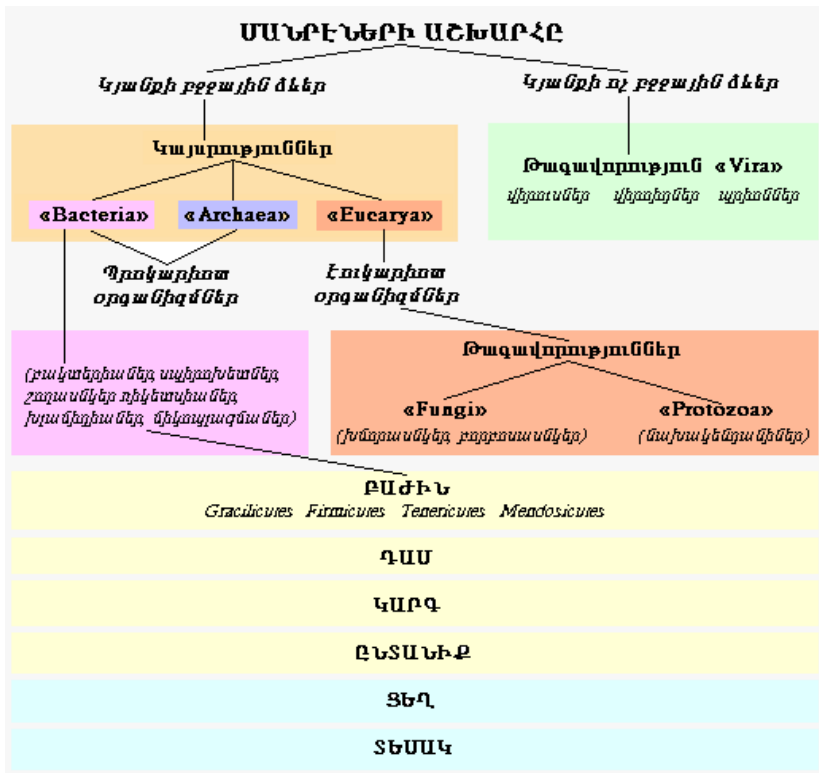 ՄԱՆՐԷՆԵՐԻ ԱՇԽԱՐՀԸ
Կյանքի բջջային ձևեր
Կյանքի ոչ բջջային ձևեր
Կայսրություններ
«Bacteria» «Archaea» «Eucarya»
Թագավորություն «Vira»
վիրուսներ վիրոիդներ պրիոններ
Պրոկարիոտ
օրգանիզմներ
Էուկարիոտ
օրգանիզմներ
(բակտերիաներ, սպիրոխետներ,
շողասնկեր ռիկետսիաներ,
խլամիդիաներ, միկոպլազմաներ)
Թագավորություններ
«Fungi» «Protozoa»
(խմորասնկեր, բորբոսասնկեր) (նախակենդանիներ)
ԲԱԺԻՆ
Gracilicutes Firmicutes Tenericutes Mendosicutes
ԴԱՍ
ԿԱՐԳ
ԸՆՏԱՆԻՔ
ՑԵՂ
ՏԵՍԱԿ